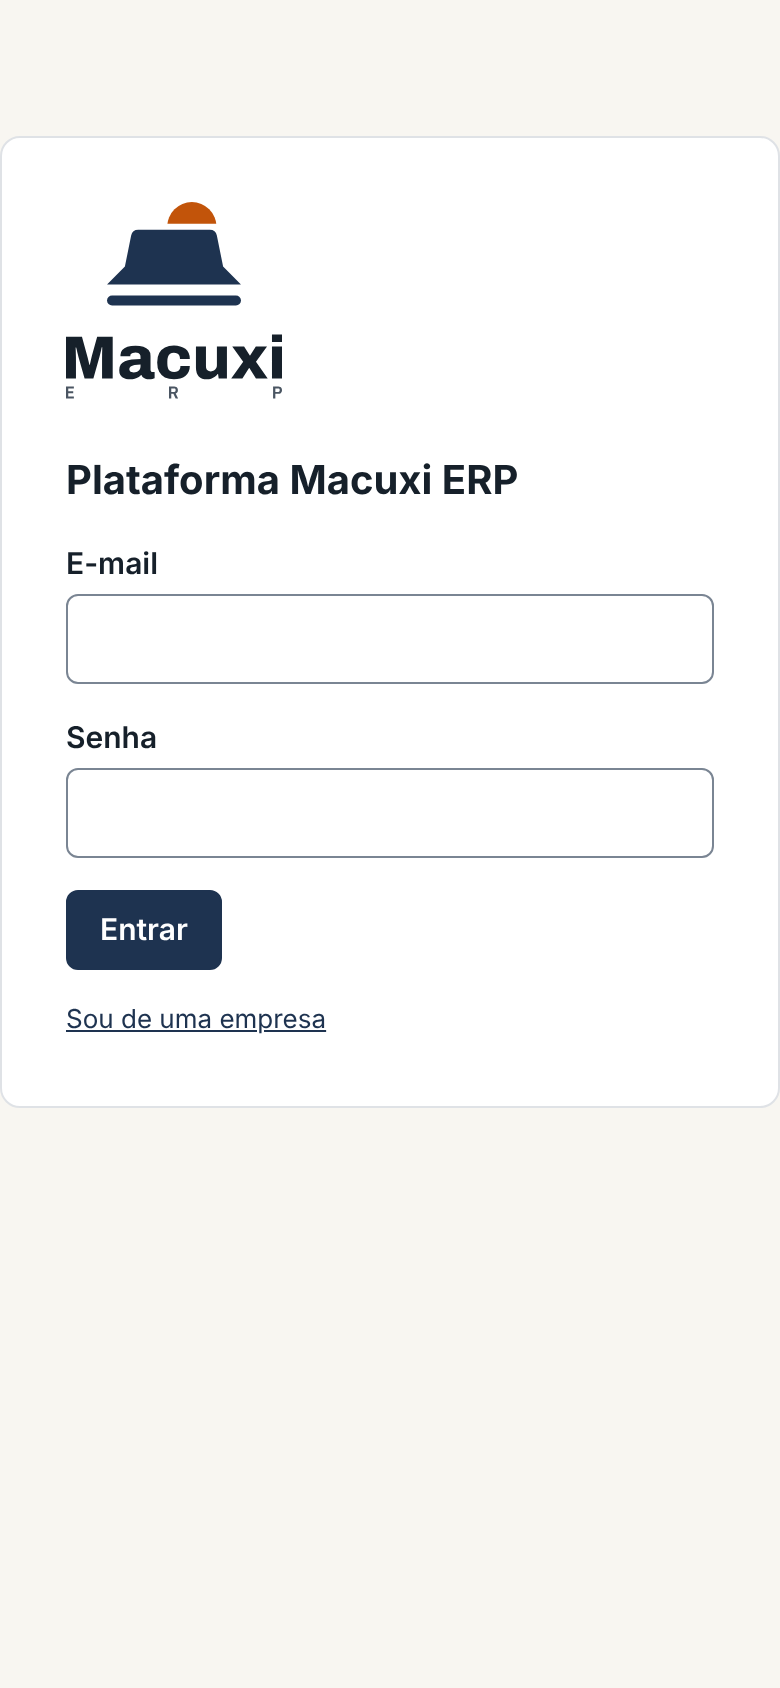 Macuxi
E R P
Plataforma Macuxi ERP
E-mail
Senha
Entrar
Sou de uma empresa